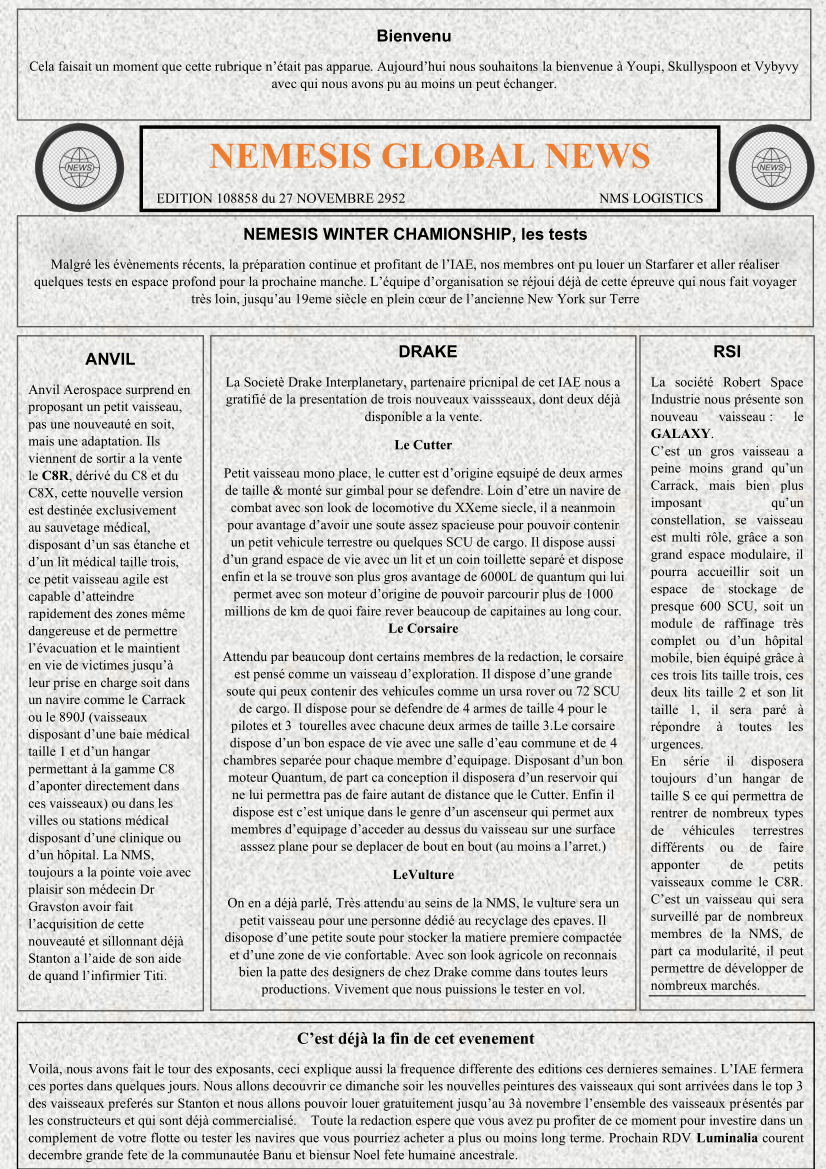 Bienvenu
Cela faisait un moment que cette rubrique n’était pas apparue. Aujourd’hui nous souhaitons la bienvenue à Youpi, Skullyspoon et Vybyvy
avec qui nous avons pu au moins un peut échanger.
NEWS
NEMESIS GLOBAL NEWS
EDITION 108858 du 27 NOVEMBRE 2952 NMS LOGISTICS
NEWS
NEMESIS WINTER CHAMIONSHIP, les tests
Malgré les évènements récents, la préparation continue et profitant de l’IAE, nos membres ont pu louer un Starfarer et aller réaliser
quelques tests en espace profond pour la prochaine manche. L’équipe d’organisation se réjoui déjà de cette épreuve qui nous fait voyager
très loin, jusqu’au 19eme siècle en plein cœur de l’ancienne New York sur Terre
ANVIL
Anvil Aerospace surprend en
proposant un petit vaisseau,
pas une nouveauté en soit,
mais une adaptation. Ils
viennent de sortir a la vente
le C8R, dérivé du C8 et du
C8X, cette nouvelle version
est destinée exclusivement
au sauvetage médical,
disposant d’un sas étanche et
d’un lit médical taille trois,
ce petit vaisseau agile est
capable d’atteindre
rapidement des zones même
dangereuse et de permettre
l’évacuation et le maintient
en vie de victimes jusqu’à
leur prise en charge soit dans
un navire comme le Carrack
ou le 890J (vaisseaux
disposant d’une baie médical
taille 1 et d’un hangar
permettant à la gamme C8
d’aponter directement dans
ces vaisseaux) ou dans les
villes ou stations médical
disposant d’une clinique ou
d’un hôpital. La NMS,
toujours a la pointe voie avec
plaisir son médecin Dr
Gravston avoir fait
l’acquisition de cette
nouveauté et sillonnant déjà
Stanton a l’aide de son aide
de quand l’infirmier Titi.
DRAKE
La Societè Drake Interplanetary, partenaire pricnipal de cet IAE nous a
gratifié de la presentation de trois nouveaux vaissseaux, dont deux déjà
disponible a la vente.
Le Cutter
Petit vaisseau mono place, le cutter est d’origine eqsuipé de deux armes
de taille & monté sur gimbal pour se defendre. Loin d’etre un navire de
combat avec son look de locomotive du XXeme siecle, il a neanmoin
pour avantage d’avoir une soute assez spacieuse pour pouvoir contenir
un petit vehicule terrestre ou quelques SCU de cargo. Il dispose aussi
d’un grand espace de vie avec un lit et un coin toillette separé et dispose
enfin et la se trouve son plus gros avantage de 6000L de quantum qui lui
permet avec son moteur d’origine de pouvoir parcourir plus de 1000
millions de km de quoi faire rever beaucoup de capitaines au long cour.
Le Corsaire
Attendu par beaucoup dont certains membres de la redaction, le corsaire
est pensé comme un vaisseau d’exploration. Il dispose d’une grande
soute qui peux contenir des vehicules comme un ursa rover ou 72 SCU
de cargo. Il dispose pour se defendre de 4 armes de taille 4 pour le
pilotes et 3 tourelles avec chacune deux armes de taille 3.Le corsaire
dispose d’un bon espace de vie avec une salle d’eau commune et de 4
chambres separée pour chaque membre d’equipage. Disposant d’un bon
moteur Quantum, de part ca conception il disposera d’un reservoir qui
ne lui permettra pas de faire autant de distance que le Cutter. Enfin il
dispose est c’est unique dans le genre d’un ascenseur qui permet aux
membres d’equipage d’acceder au dessus du vaisseau sur une surface
asssez plane pour se deplacer de bout en bout (au moins a l’arret.)
LeVulture
On en a déjà parlé, Très attendu au seins de la NMS, le vulture sera un
petit vaisseau pour une personne dédié au recyclage des epaves. Il
disopose d’une petite soute pour stocker la matiere premiere compactée
et d’une zone de vie confortable. Avec son look agricole on reconnais
bien la patte des designers de chez Drake comme dans toutes leurs
productions. Vivement que nous puissions le tester en vol.
RSI
La société Robert Space
Industrie nous présente son
nouveau vaisseau : le
GALAXY.
C’est un gros vaisseau a
peine moins grand qu’un
Carrack, mais bien plus
imposant qu’un
constellation, se vaisseau
est multi rôle, grâce a son
grand espace modulaire, il
pourra accueillir soit un
espace de stockage de
presque 600 SCU, soit un
module de raffinage très
complet ou d’un hôpital
mobile, bien équipé grâce à
ces trois lits taille trois, ces
deux lits taille 2 et son lit
taille 1, il sera paré à
répondre à toutes les
urgences.
En série il disposera
toujours d’un hangar de
taille S ce qui permettra de
rentrer de nombreux types
de véhicules terrestres
différents ou de faire
apponter de petits
vaisseaux comme le C8R.
C’est un vaisseau qui sera
surveillé par de nombreux
membres de la NMS, de
part ca modularité, il peut
permettre de développer de
nombreux marchés.
C’est déjà la fin de cet evenement
Voilà, nous avons fait le tour des exposants, ceci explique aussi la frequence differente des editions ces dernieres semaines. L’IAE fermera
ces portes dans quelques jours. Nous allons decouvrir ce dimanche soir les nouvelles peintures des vaisseaux qui sont arrivées dans le top 3
des vaisseaux preferés sur Stanton et nous allons pouvoir louer gratuitement jusqu’au 3à novembre l’ensemble des vaisseaux présentés par
les constructeurs et qui sont déjà commercialisé. Toute la redaction espere que vous avez pu profiter de ce moment pour investire dans un
complement de votre flotte ou tester les navires que vous pourriez acheter a plus ou moins long terme. Prochain RDV Luminalia courent
decembre grande fete de la communautée Banu et biensur Noel fete humaine ancestrale.